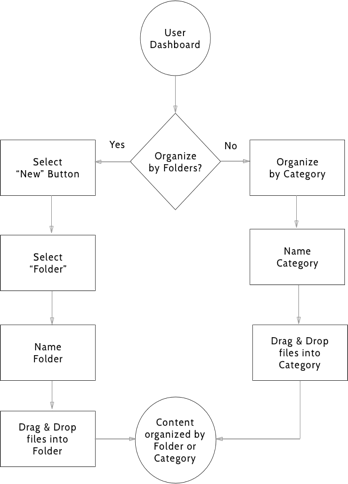 User
Dashboard
Yes
No
Organize
by Folders?
Select
"New" Button
Organize
by Category
Select
"Folder"
Name
Category
Name
Folder
Drag & Drop
files into
Category
Drag & Drop
files into
Folder
Content
organized by
Folder or
Category